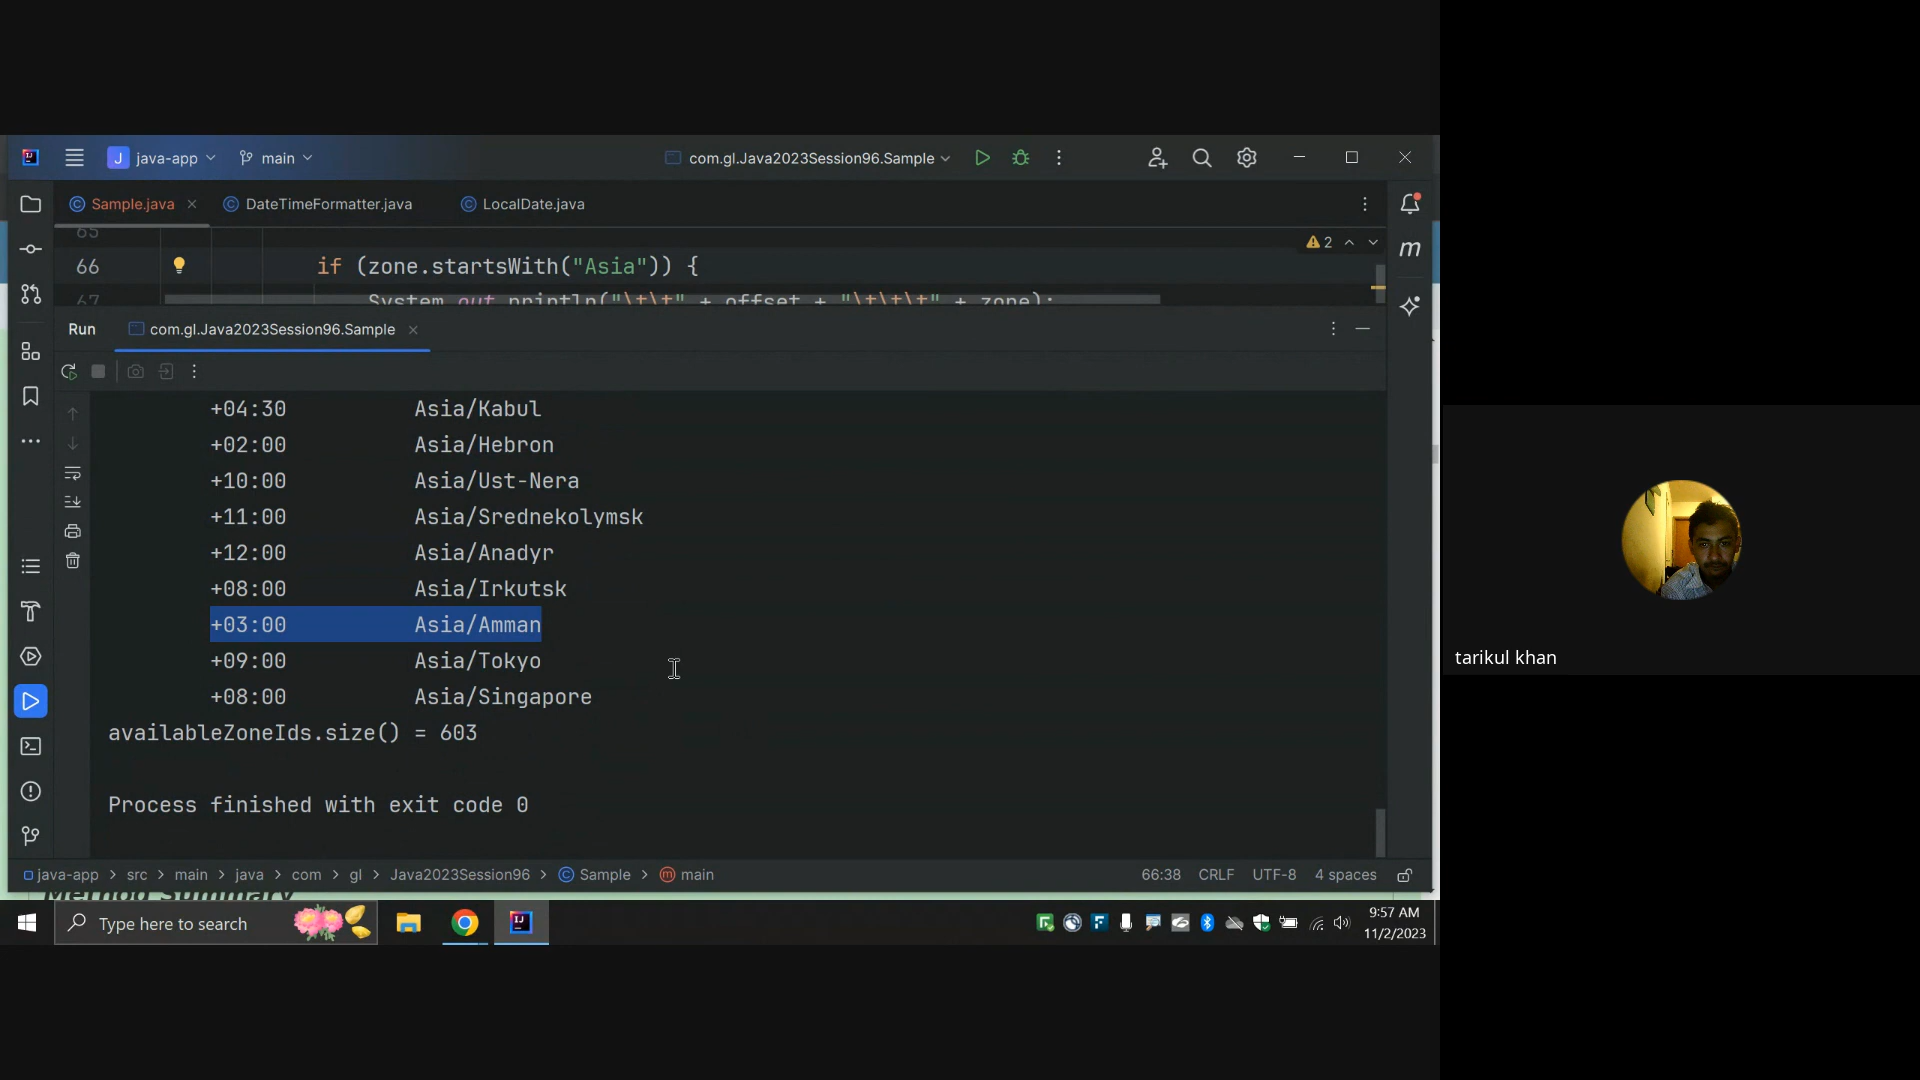 J java-app
main
com.gl.Java2023Session96.Sample
Sample.java
DateTimeFormatter.java
LocalDate.java
65
2
66 if (zone.startsWith("Asia")) {
67 System.out.println("\t\t" + offset + "\t\t\t" + zone);
Run com.gl.Java2023Session96.Sample
+04:30 Asia/Kabul
+02:00 Asia/Hebron
+10:00 Asia/Ust-Nera
+11:00 Asia/Srednekolymsk
+12:00 Asia/Anadyr
+08:00 Asia/Irkutsk
+03:00 Asia/Amman
+09:00 Asia/Tokyo
+08:00 Asia/Singapore
availableZoneIds.size() = 603
Process finished with exit code 0
tarikul khan
java-app > src > main > java > com > gl > Java2023Session96 > Sample > main
66:38 CRLF UTF-8 4 spaces
Method Summary
Type here to search
9:57 AM
11/2/2023